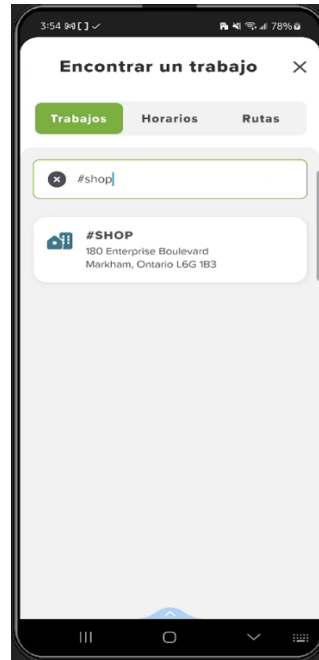 3:54
78%
Encontrar un trabajo
Trabajos Horarios Rutas
#shop
#SHOP
180 Enterprise Boulevard
Markham, Ontario L6G 1B3